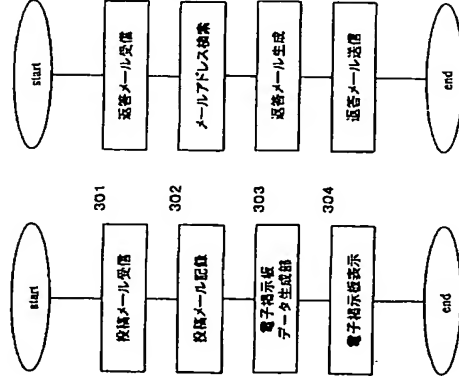 start
投稿メール受信
301
投稿メール記録
302
電子掲示板
データ生成部
303
電子掲示板表示
304
end
start
返答メール受信
メールアドレス検索
返答メール生成
返答メール送信
end